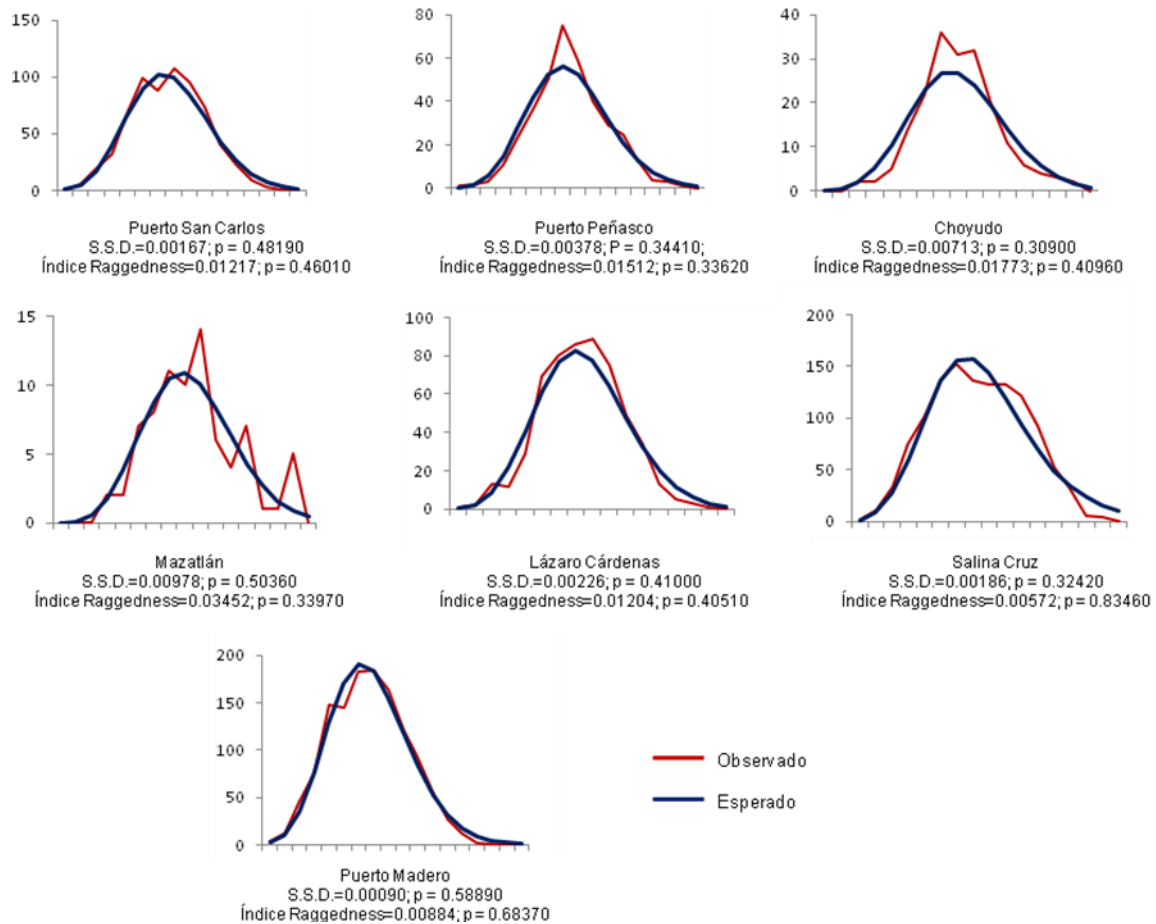 150
100
50
0
Puerto San Carlos
S.S.D.=0.00167; p = 0.48190
Índice Raggedness=0.01217; p = 0.46010
80
60
40
20
0
Puerto Peñasco
S.S.D.=0.00378; P = 0.34410;
Índice Raggedness=0.01512; p = 0.33620
40
30
20
10
0
Choyudo
S.S.D.=0.00713; p = 0.30900
Índice Raggedness=0.01773; p = 0.40960
15
10
5
0
Mazatlán
S.S.D.=0.00978; p = 0.50360
Índice Raggedness=0.03452; p = 0.33970
100
80
60
40
20
0
Lázaro Cárdenas
S.S.D.=0.00226; p = 0.41000
Índice Raggedness=0.01204; p = 0.40510
200
150
100
50
0
Salina Cruz
S.S.D.=0.00186; p = 0.32420
Índice Raggedness=0.00572; p = 0.83460
200
150
100
50
0
Puerto Madero
S.S.D.=0.00090; p = 0.58890
Índice Raggedness=0.00884; p = 0.68370
Observado
Esperado